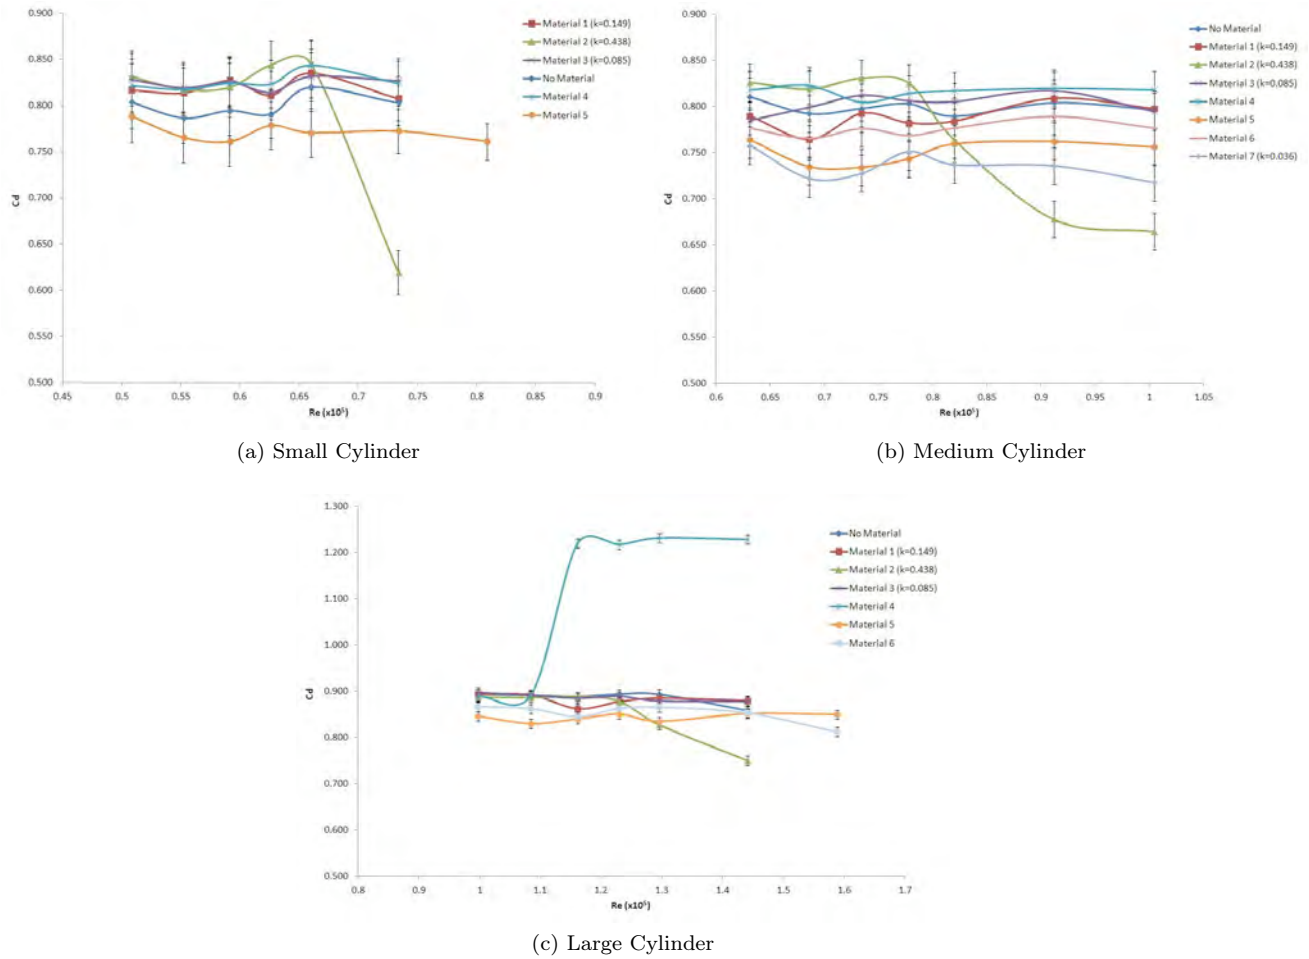 0.900
0.850
0.800
0.750
0.700
0.650
0.600
0.550
0.500
Cd
0.45 0.5 0.55 0.6 0.65 0.7 0.75 0.8 0.85 0.9
Re (x10⁵)
Material 1 (k=0.149)
Material 2 (k=0.438)
Material 3 (k=0.085)
No Material
Material 4
Material 5
(a) Small Cylinder
0.900
0.850
0.800
0.750
0.700
0.650
0.600
0.550
0.500
Cd
0.6 0.65 0.7 0.75 0.8 0.85 0.9 0.95 1 1.05
Re (x10⁵)
No Material
Material 1 (k=0.149)
Material 2 (k=0.438)
Material 3 (k=0.085)
Material 4
Material 5
Material 6
Material 7 (k=0.036)
(b) Medium Cylinder
1.300
1.200
1.100
1.000
0.900
0.800
0.700
0.600
0.500
Cd
0.8 0.9 1 1.1 1.2 1.3 1.4 1.5 1.6 1.7
Re (x10⁵)
No Material
Material 1 (k=0.149)
Material 2 (k=0.438)
Material 3 (k=0.085)
Material 4
Material 5
Material 6
(c) Large Cylinder